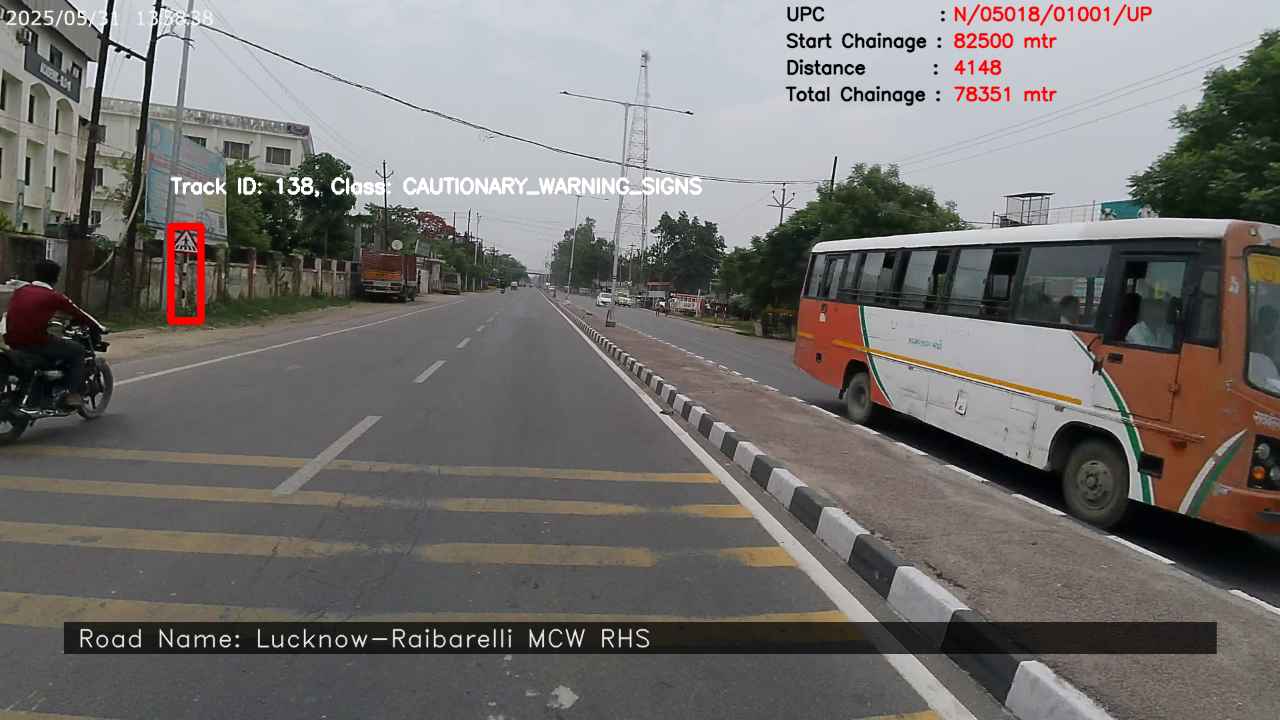 2025/05/31 13:38:38
UPC : N/05018/01001/UP
Start Chainage : 82500 mtr
Distance : 4148
Total Chainage : 78351 mtr
Track ID: 138, Class: CAUTIONARY_WARNING_SIGNS
Road Name: Lucknow-Raibarelli MCW RHS